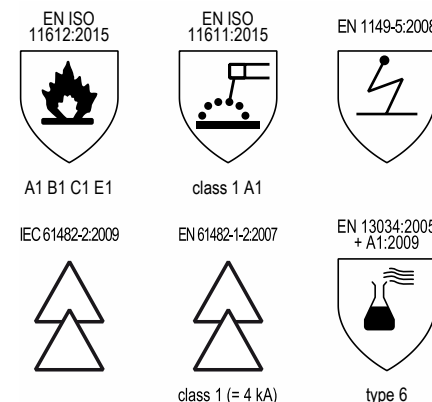 EN ISO
11612:2015
EN ISO
11611:2015
EN 1149-5:2008
A1 B1 C1 E1
class 1 A1
IEC 61482-2:2009
EN 61482-1-2:2007
EN 13034:2005
+ A1:2009
class 1 (= 4 kA)
type 6